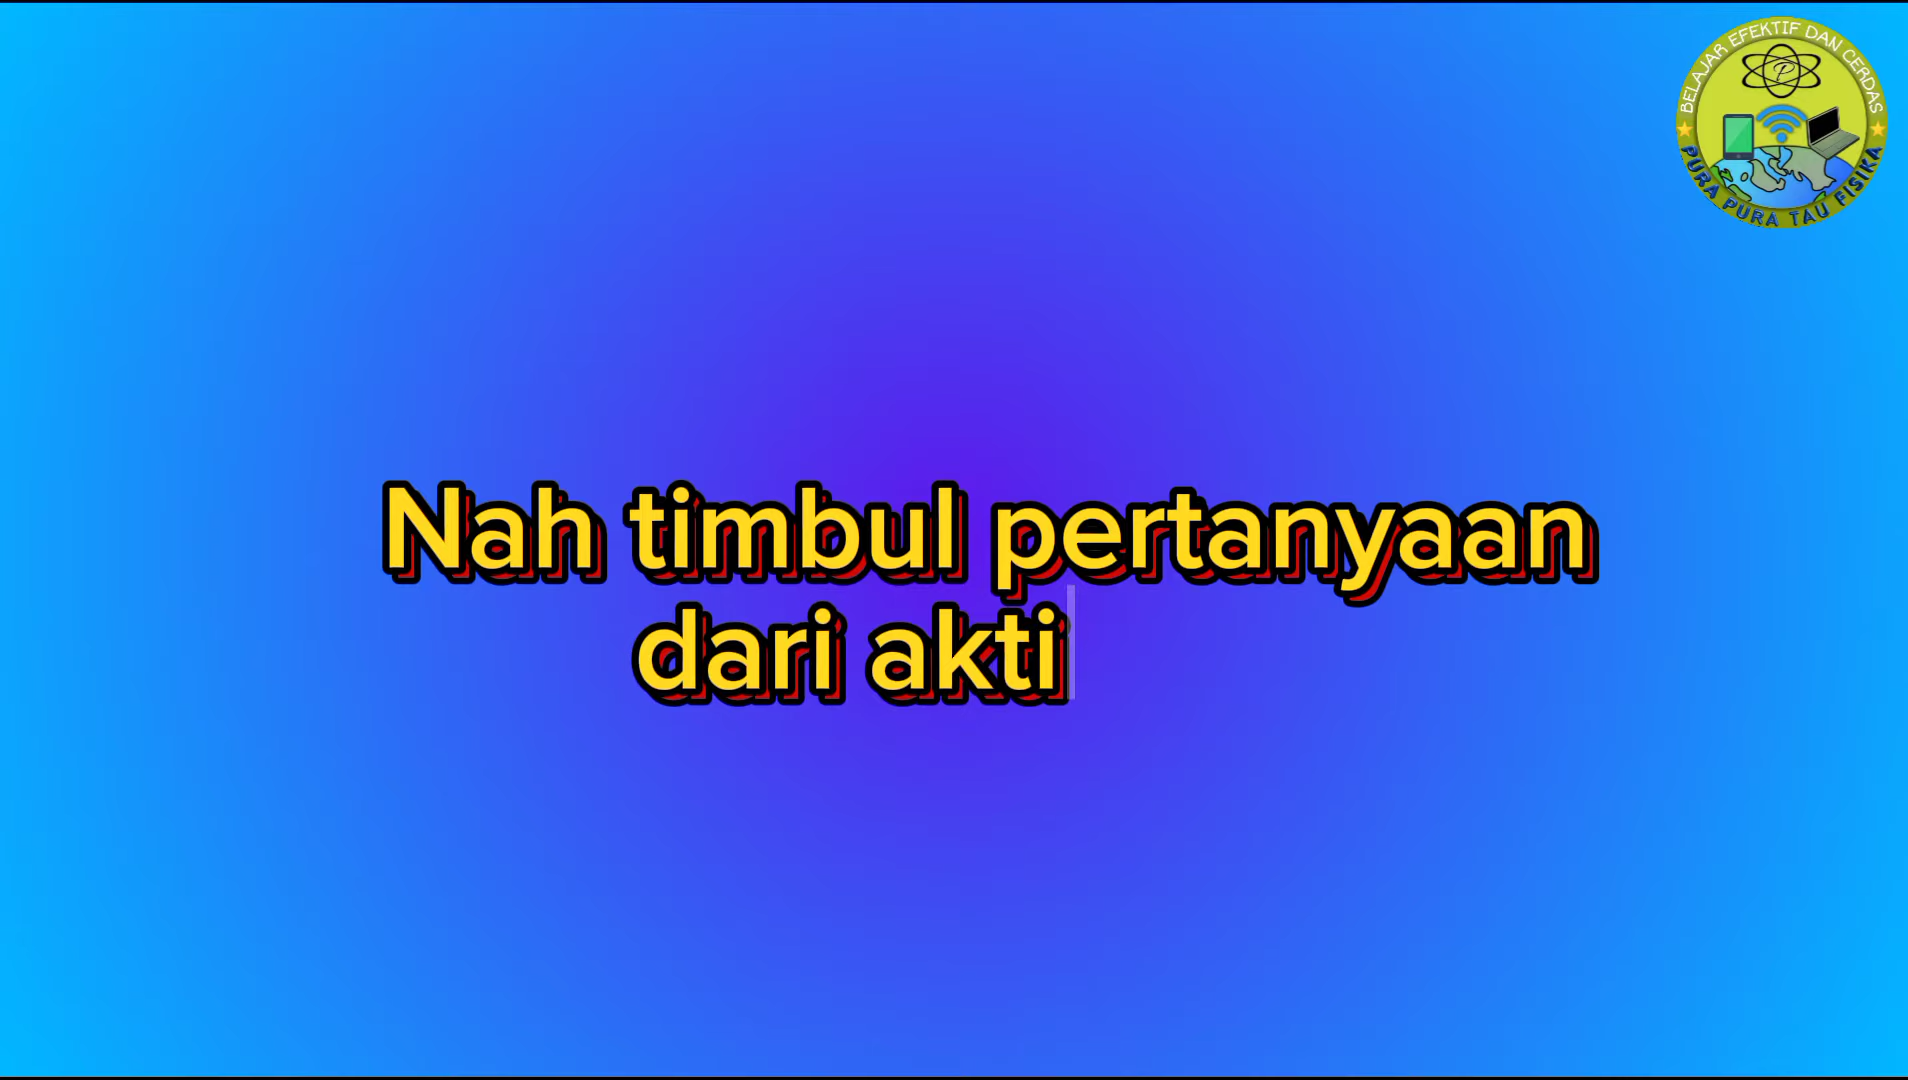 BELAJAR EFEKTIF DAN CERDAS
P
PURA PURA TAU FISIKA
Nah timbul pertanyaan
dari akti